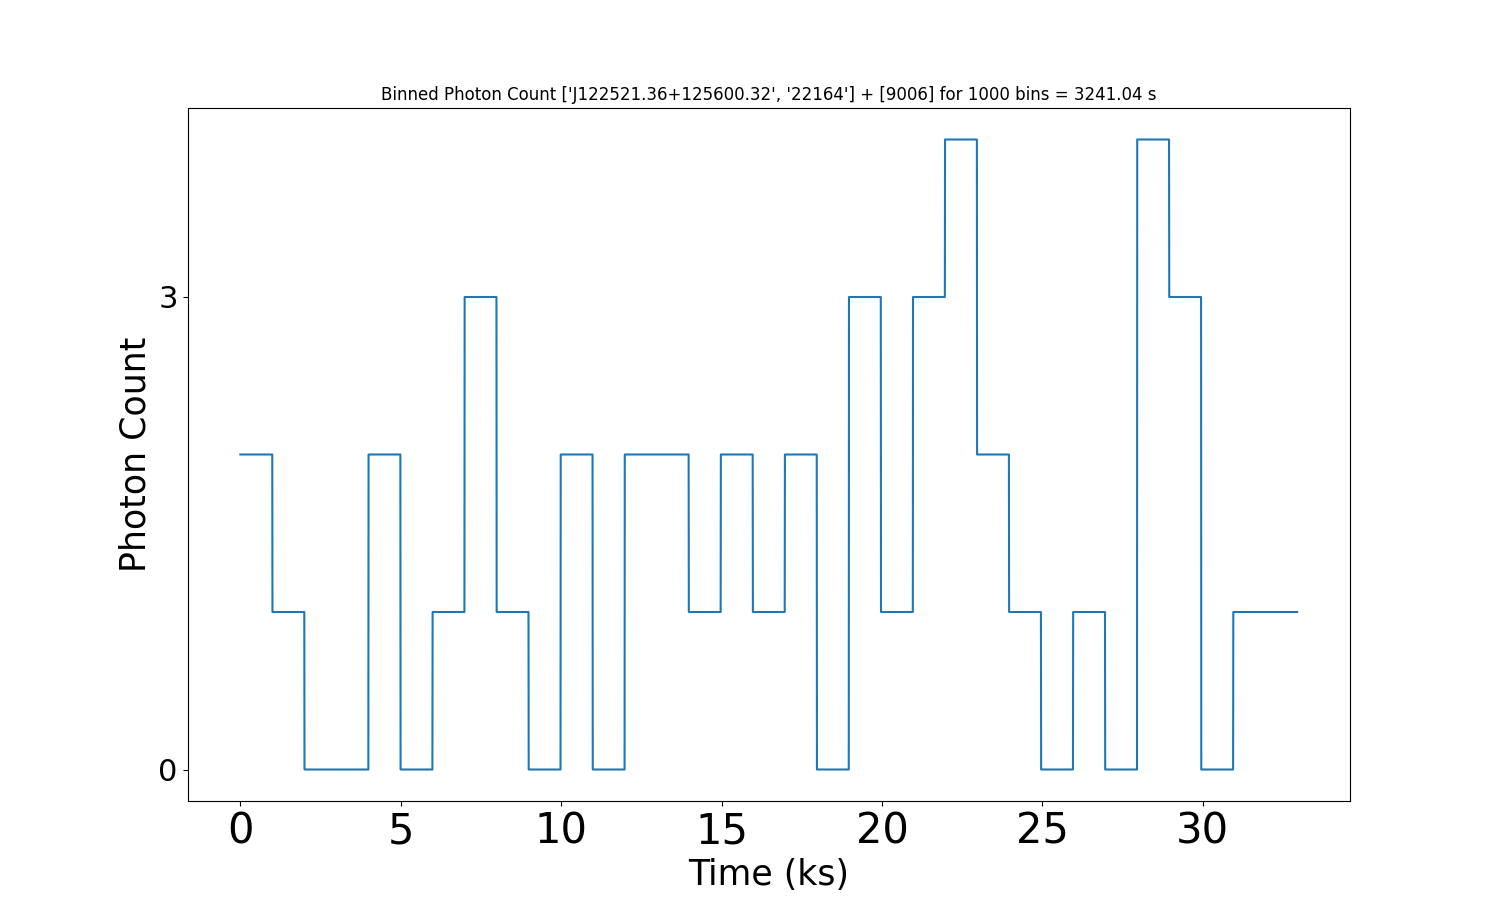 Binned Photon Count ['J122521.36+125600.32', '22164'] + [9006] for 1000 bins = 3241.04 s
Photon Count
3
0
0 5 10 15 20 25 30
Time (ks)